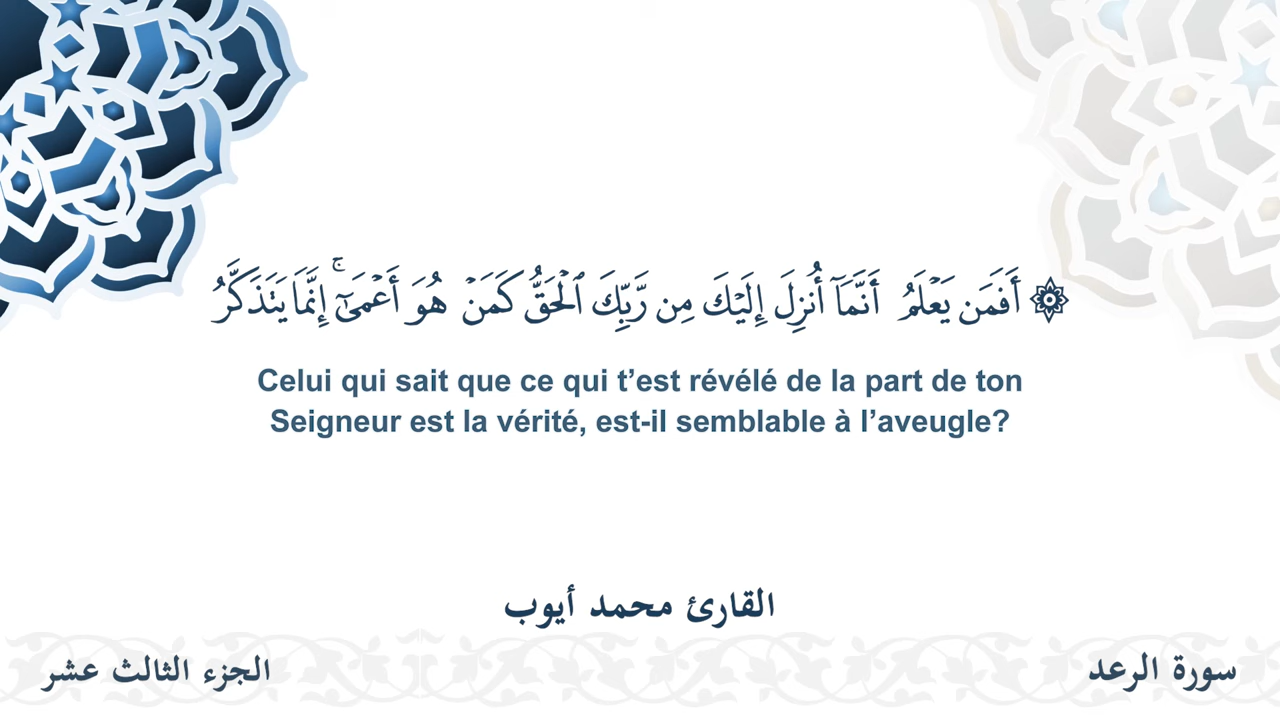 ۞ أَفَمَن يَعۡلَمُ أَنَّمَآ أُنزِلَ إِلَيۡكَ مِن رَّبِّكَ ٱلۡحَقُّ كَمَنۡ هُوَ أَعۡمَىٰٓۚ إِنَّمَا يَتَذَكَّرُ
Celui qui sait que ce qui t’est révélé de la part de ton
Seigneur est la vérité, est-il semblable à l’aveugle?
القارئ محمد أيوب
سورة الرعد
الجزء الثالث عشر